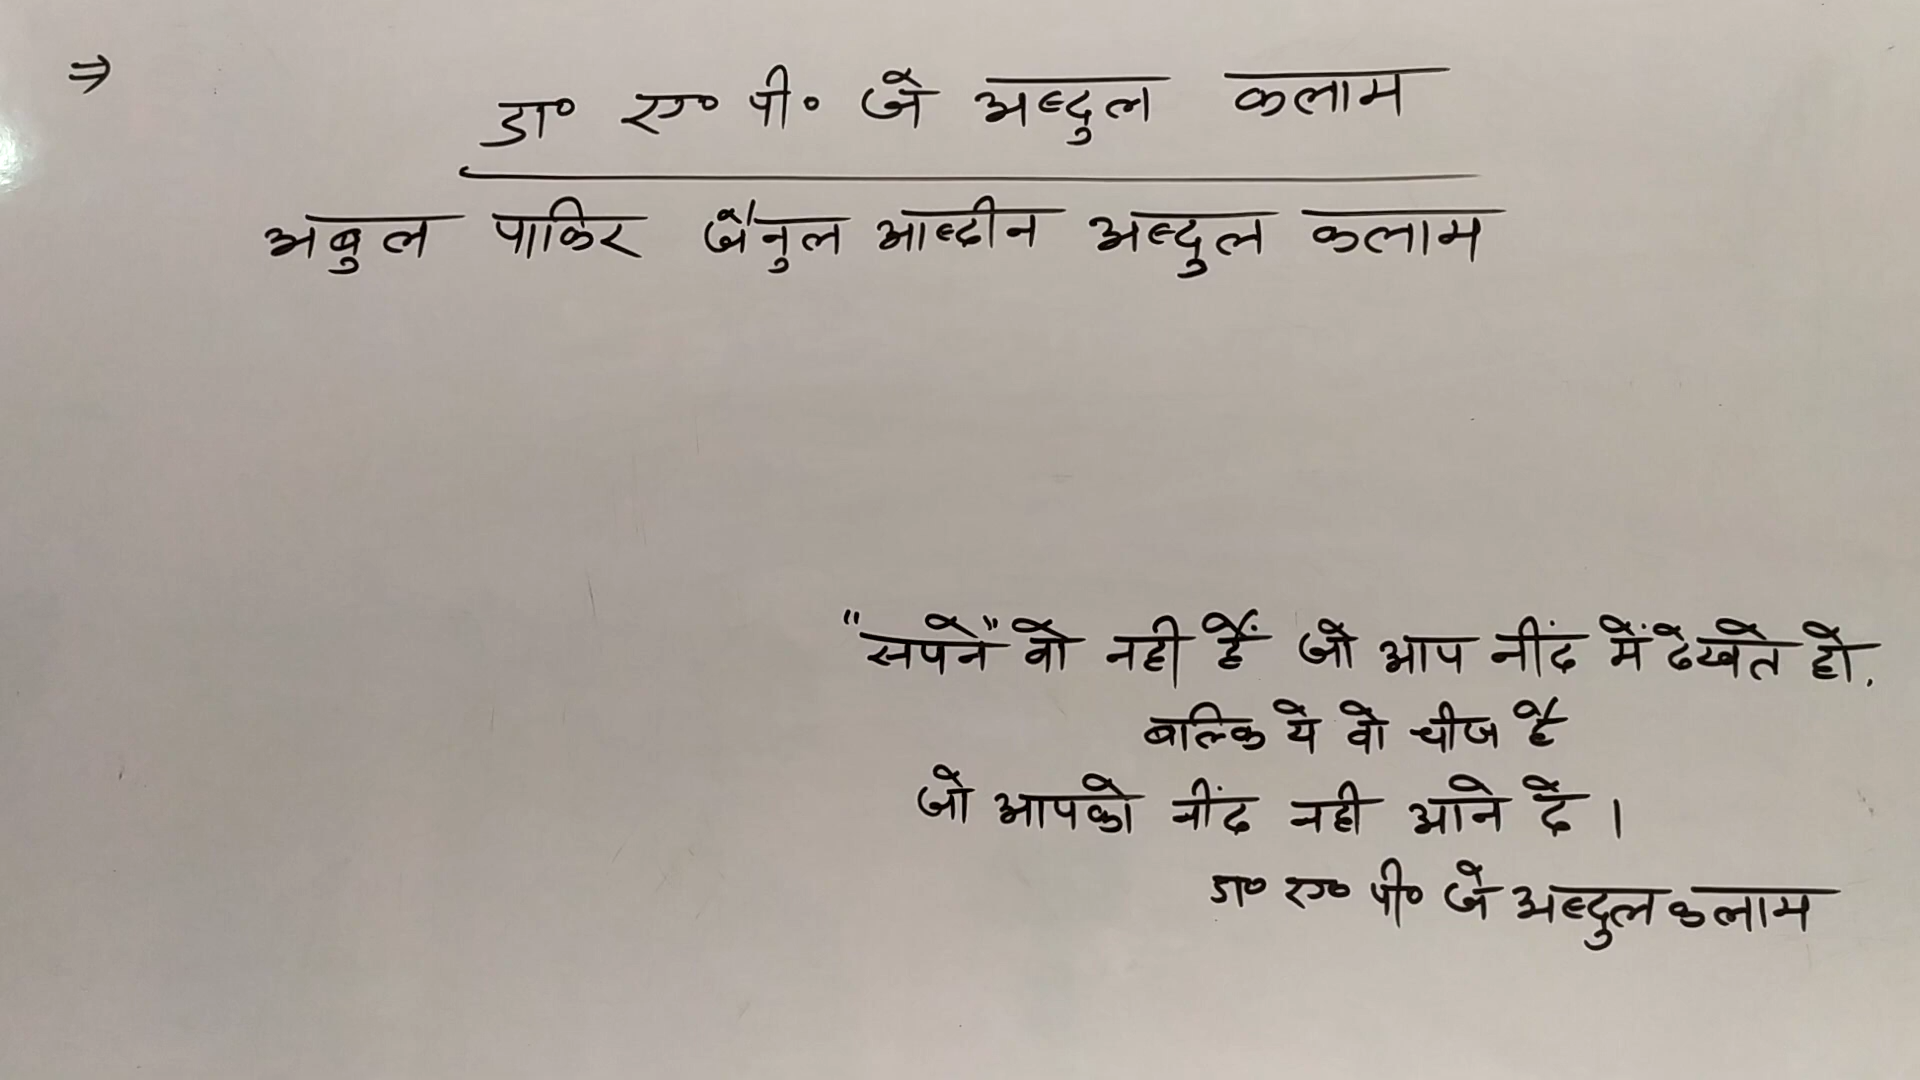 ⇒ डा० ए० पी० जे अब्दुल कलाम
अबुल पाकिर जैनुल आब्दीन अब्दुल कलाम
"सपने" वो नही हैं जो आप नींद में देखते हो.
बल्कि ये वो चीज है
जो आपको नींद नही आने दे ।
डा० ए० पी० जे अब्दुल कलाम